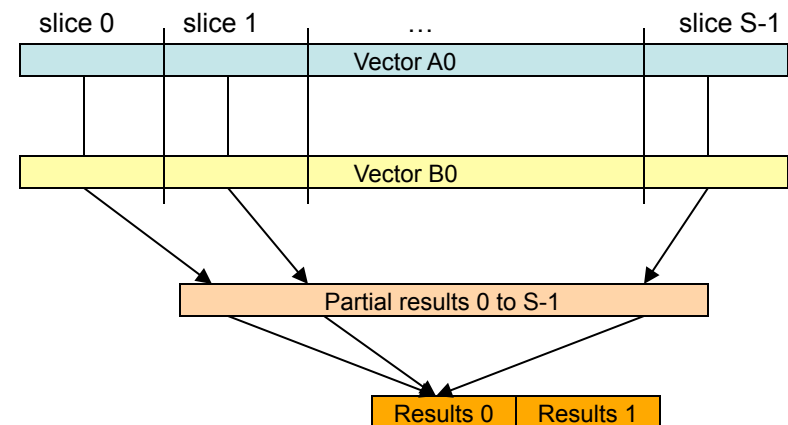 slice 0 slice 1 … slice S-1
Vector A0
Vector B0
Partial results 0 to S-1
Results 0 Results 1